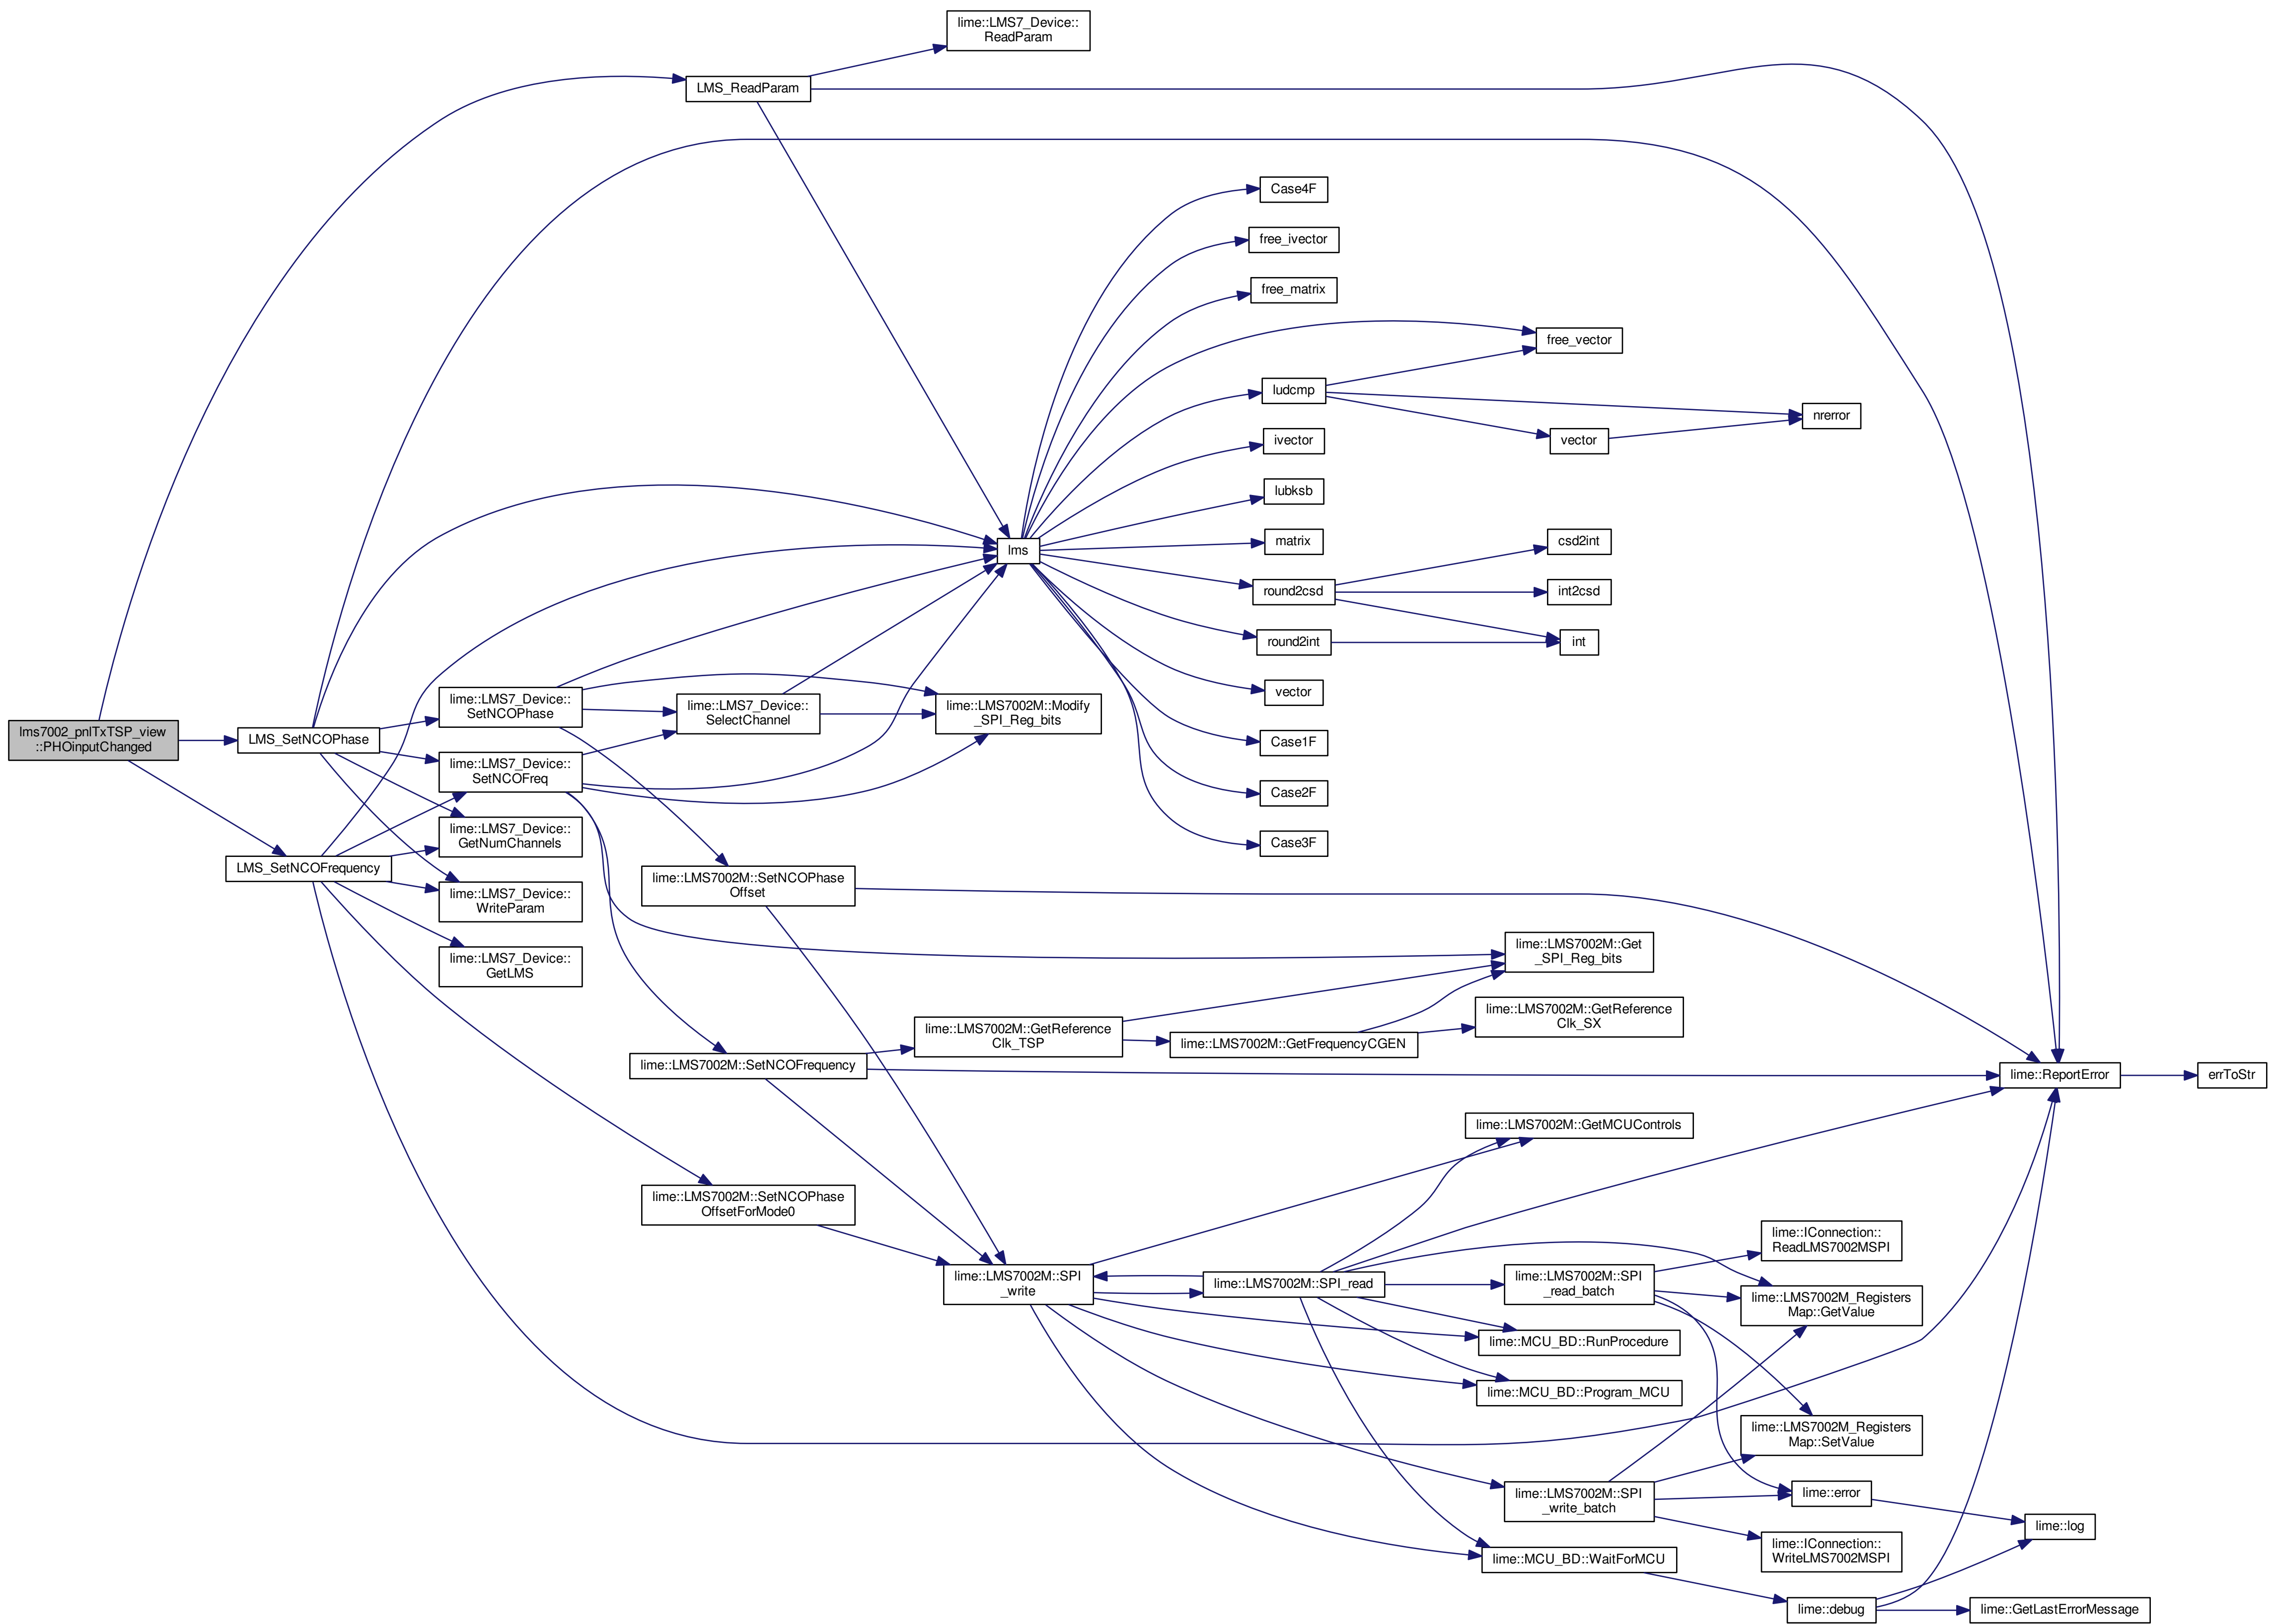 lime::LMS7_Device::
ReadParam
LMS_ReadParam
Case4F
free_ivector
free_matrix
free_vector
ludcmp
nrerror
ivector
vector
lubksb
lms
matrix
csd2int
round2csd
int2csd
round2int
int
vector
lms7002_pnlTxTSP_view
::PHOinputChanged
LMS_SetNCOPhase
lime::LMS7_Device::
SetNCOPhase
lime::LMS7_Device::
SelectChannel
lime::LMS7002M::Modify
_SPI_Reg_bits
Case1F
lime::LMS7_Device::
SetNCOFreq
Case2F
lime::LMS7_Device::
GetNumChannels
Case3F
LMS_SetNCOFrequency
lime::LMS7_Device::
WriteParam
lime::LMS7002M::SetNCOPhase
Offset
lime::LMS7_Device::
GetLMS
lime::LMS7002M::Get
_SPI_Reg_bits
lime::LMS7002M::GetReference
Clk_SX
lime::LMS7002M::GetReference
Clk_TSP
lime::LMS7002M::GetFrequencyCGEN
lime::LMS7002M::SetNCOFrequency
lime::ReportError
errToStr
lime::LMS7002M::GetMCUControls
lime::LMS7002M::SetNCOPhase
OffsetForMode0
lime::IConnection::
ReadLMS7002MSPI
lime::LMS7002M::SPI
_write
lime::LMS7002M::SPI_read
lime::LMS7002M::SPI
_read_batch
lime::LMS7002M_Registers
Map::GetValue
lime::MCU_BD::RunProcedure
lime::MCU_BD::Program_MCU
lime::LMS7002M_Registers
Map::SetValue
lime::LMS7002M::SPI
_write_batch
lime::error
lime::log
lime::IConnection::
WriteLMS7002MSPI
lime::MCU_BD::WaitForMCU
lime::debug
lime::GetLastErrorMessage